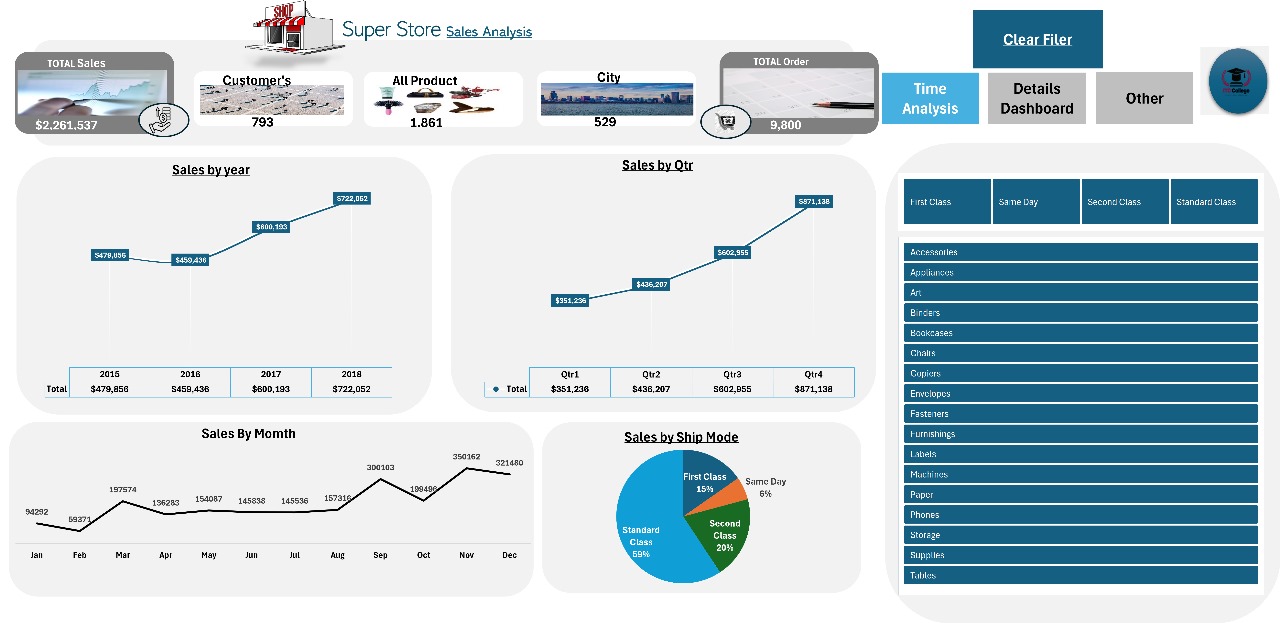 SHOP
Super Store Sales Analysis
Clear Filer
TOTAL Sales
$2,261.537
Customer's
793
All Product
1.861
City
529
TOTAL Order
9,800
Time
Analysis
Details
Dashboard
Other
College
Sales by year
$479,856
$459,436
$600,193
$722,052
2015 2016 2017 2018
Total $479,856 $459,436 $600,193 $722,052
Sales by Qtr
$351,236
$436,207
$602,955
$871,138
Qtr1 Qtr2 Qtr3 Qtr4
Total $351,236 $436,207 $602,955 $871,138
First Class Same Day Second Class Standard Class
Accessories
Appliances
Art
Binders
Bookcases
Chairs
Copiers
Envelopes
Fasteners
Furnishings
Labels
Machines
Paper
Phones
Storage
Supplies
Tables
Sales By Momth
94292 59371 197574 136283 154087 145838 145536 157316 300103 199496 350162 321480
Jan Feb Mar Apr May Jun Jul Aug Sep Oct Nov Dec
Sales by Ship Mode
First Class
15%
Same Day
6%
Second
Class
20%
Standard
Class
59%